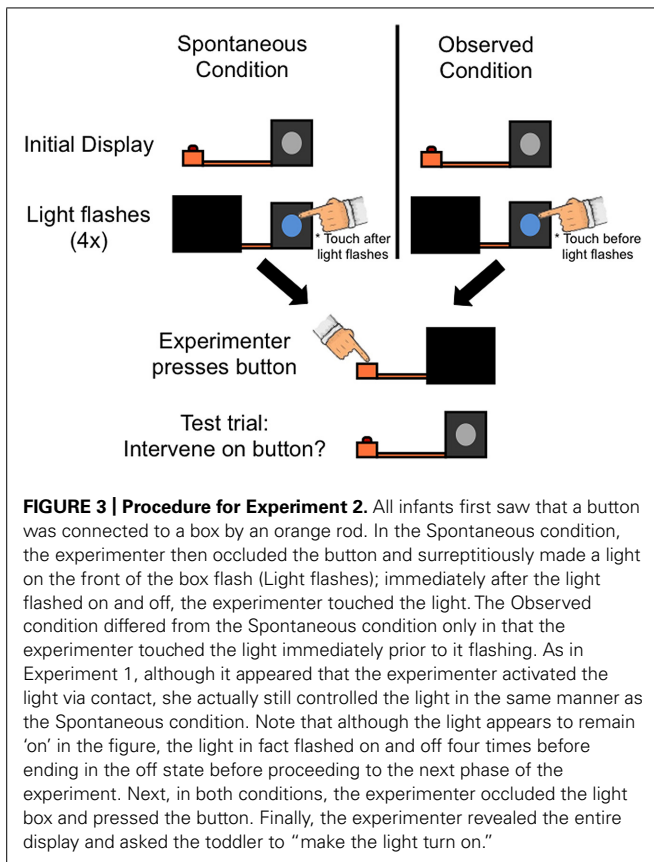 Spontaneous
Condition
Observed
Condition
Initial Display
Light flashes
(4x)
* Touch after
light flashes
* Touch before
light flashes
Experimenter
presses button
Test trial:
Intervene on button?
FIGURE 3 | Procedure for Experiment 2. All infants first saw that a button
was connected to a box by an orange rod. In the Spontaneous condition,
the experimenter then occluded the button and surreptitiously made a light
on the front of the box flash (Light flashes); immediately after the light
flashed on and off, the experimenter touched the light. The Observed
condition differed from the Spontaneous condition only in that the
experimenter touched the light immediately prior to it flashing. As in
Experiment 1, although it appeared that the experimenter activated the
light via contact, she actually still controlled the light in the same manner as
the Spontaneous condition. Note that although the light appears to remain
‘on’ in the figure, the light in fact flashed on and off four times before
ending in the off state before proceeding to the next phase of the
experiment. Next, in both conditions, the experimenter occluded the light
box and pressed the button. Finally, the experimenter revealed the entire
display and asked the toddler to “make the light turn on.”